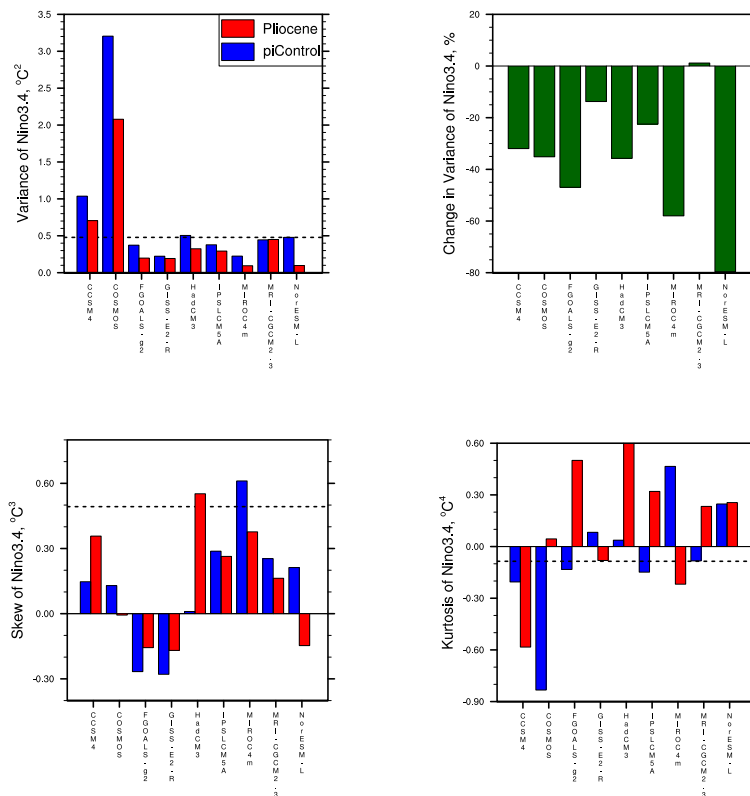 Variance of Nino3.4, °C²
3.5
3.0
2.5
2.0
1.5
1.0
0.5
0.0
Pliocene
piControl
CCSM4
COSMOS
FGOALS-g2
GISS-E2-R
HadCM3
IPSLCM5A
MIROC4m
MRI-CGCM2.3
NorESM-L
Change in Variance of Nino3.4, %
20
0
-20
-40
-60
-80
CCSM4
COSMOS
FGOALS-g2
GISS-E2-R
HadCM3
IPSLCM5A
MIROC4m
MRI-CGCM2.3
NorESM-L
Skew of Nino3.4, °C³
0.60
0.30
0.00
-0.30
CCSM4
COSMOS
FGOALS-g2
GISS-E2-R
HadCM3
IPSLCM5A
MIROC4m
MRI-CGCM2.3
NorESM-L
Kurtosis of Nino3.4, °C⁴
0.60
0.30
0.00
-0.30
-0.60
-0.90
CCSM4
COSMOS
FGOALS-g2
GISS-E2-R
HadCM3
IPSLCM5A
MIROC4m
MRI-CGCM2.3
NorESM-L